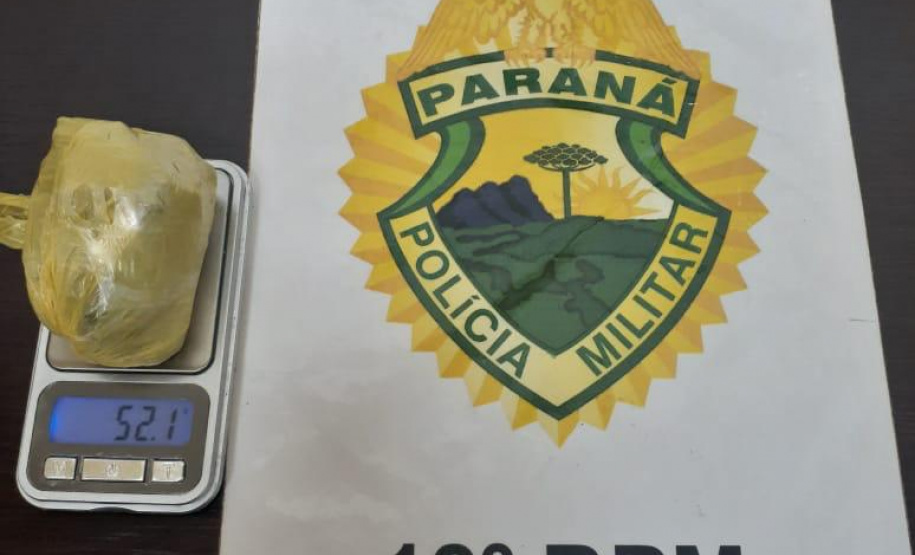 PARANÁ
POLÍCIA MILITAR
52.1
M
T